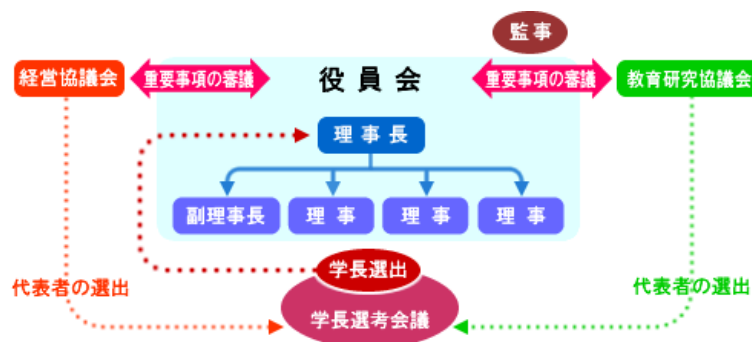 監事
経営協議会
重要事項の審議
役員会
重要事項の審議
教育研究協議会
理事長
副理事長
理事
理事
理事
学長選出
代表者の選出
代表者の選出
学長選考会議